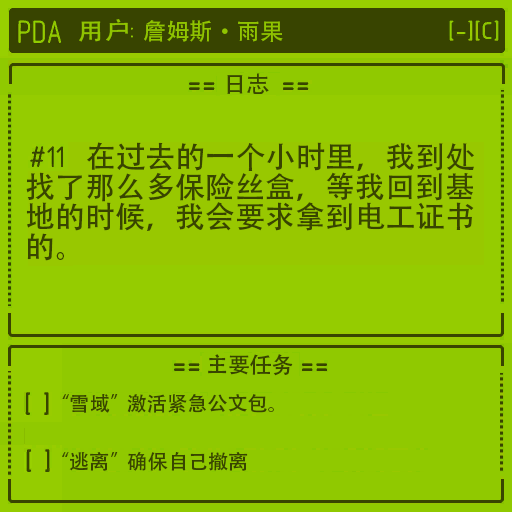 PDA 用户: 詹姆斯·雨果 [-][C]
== 日志 ==
#11 在过去的一个小时里，我到处
找了那么多保险丝盒，等我回到基
地的时候，我会要求拿到电工证书
的。
== 主要任务 ==
[ ] “雪域” 激活紧急公文包。
[ ] “逃离” 确保自己撤离